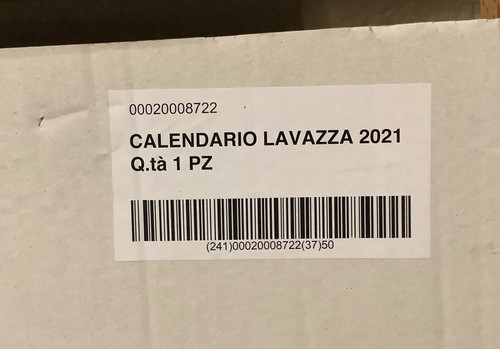 00020008722
CALENDARIO LAVAZZA 2021
Q.tà 1 PZ
(241)00020008722(37)50